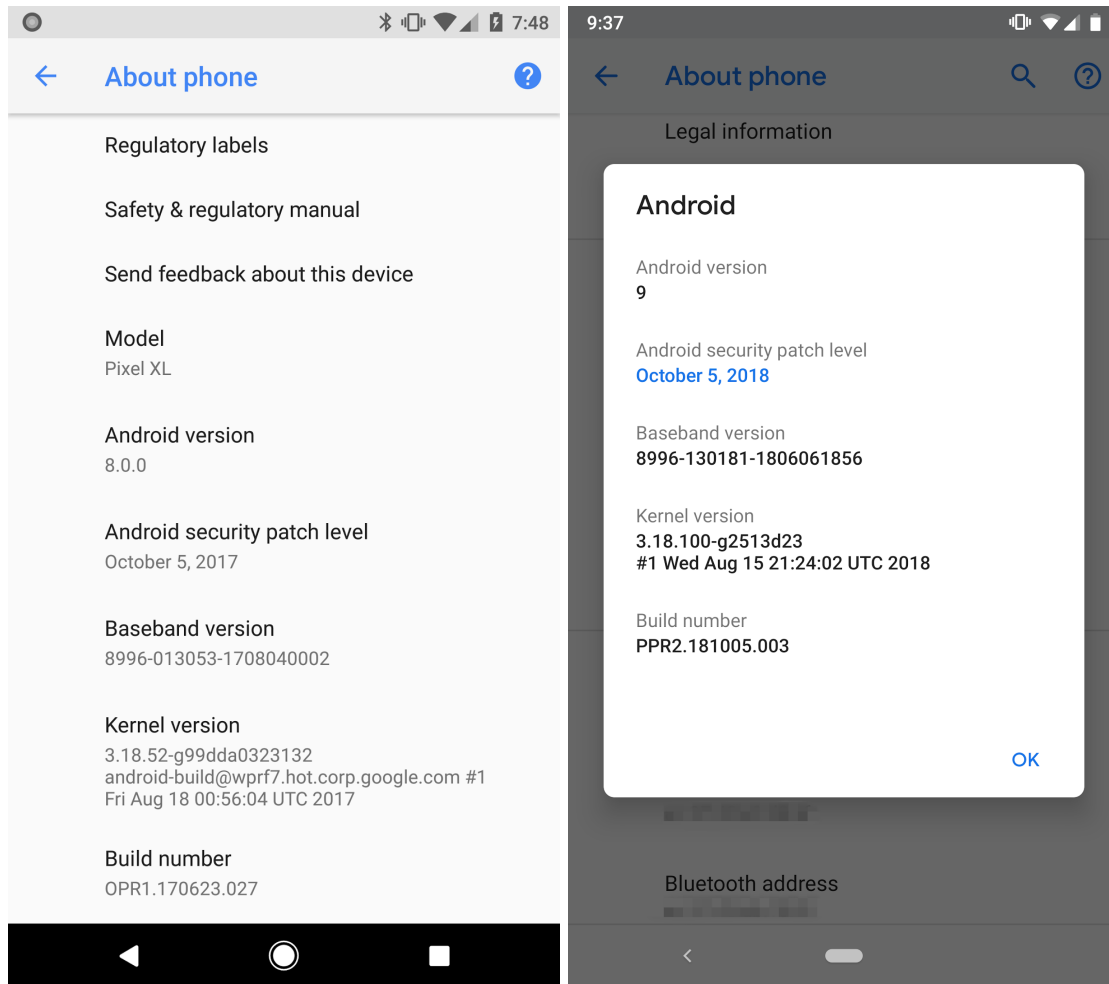 7:48
About phone
Regulatory labels
Safety & regulatory manual
Send feedback about this device
Model
Pixel XL
Android version
8.0.0
Android security patch level
October 5, 2017
Baseband version
8996-013053-1708040002
Kernel version
3.18.52-g99dda0323132
android-build@wprf7.hot.corp.google.com #1
Fri Aug 18 00:56:04 UTC 2017
Build number
OPR1.170623.027
9:37
About phone
Legal information
Android
Android version
9
Android security patch level
October 5, 2018
Baseband version
8996-130181-1806061856
Kernel version
3.18.100-g2513d23
#1 Wed Aug 15 21:24:02 UTC 2018
Build number
PPR2.181005.003
OK
Bluetooth address